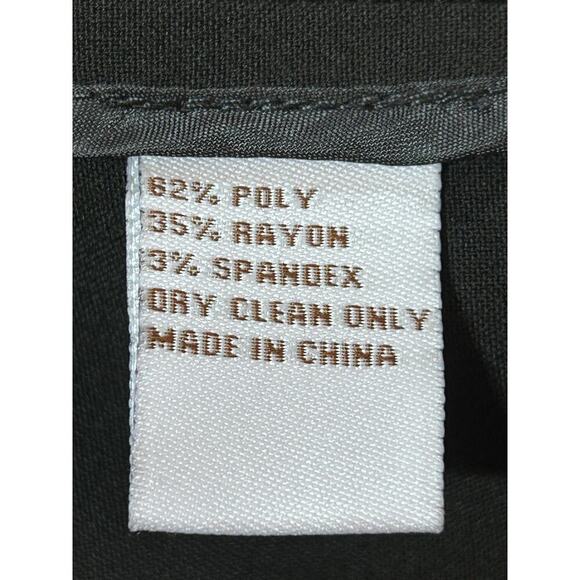 62% POLY
35% RAYON
3% SPANDEX
DRY CLEAN ONLY
MADE IN CHINA